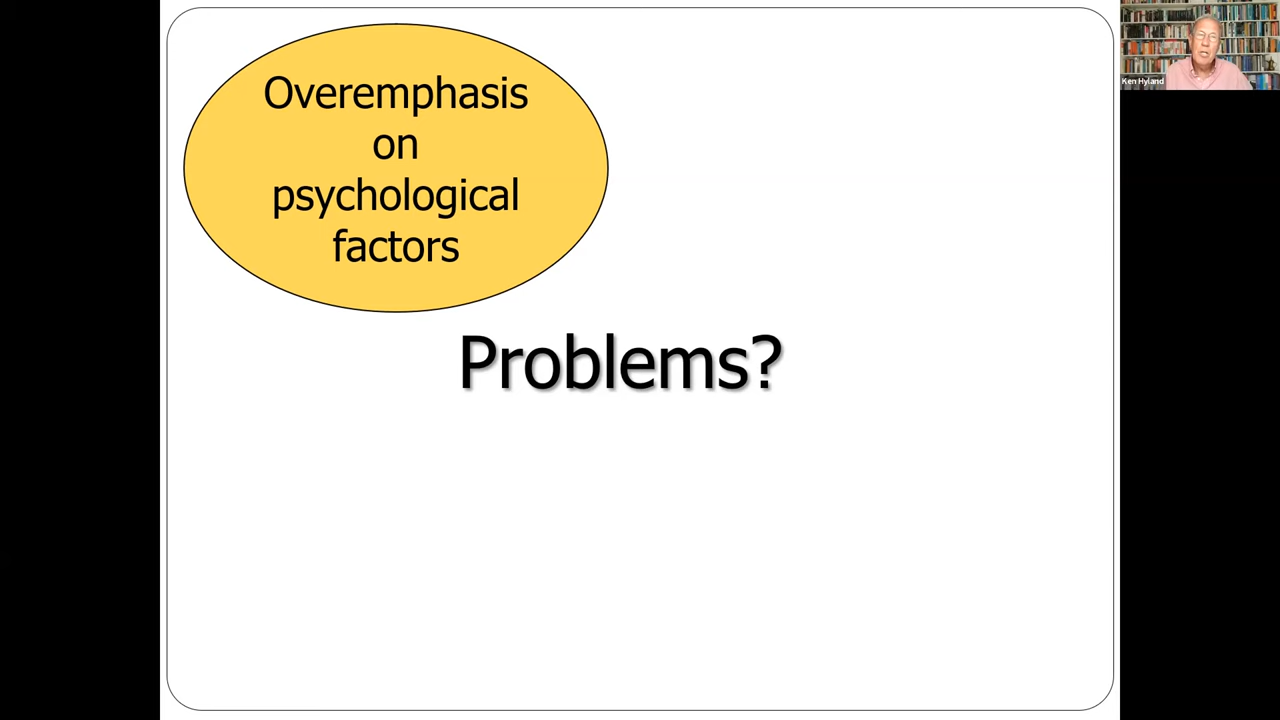 Overemphasis
on
psychological
factors
Problems?
Ken Hyland